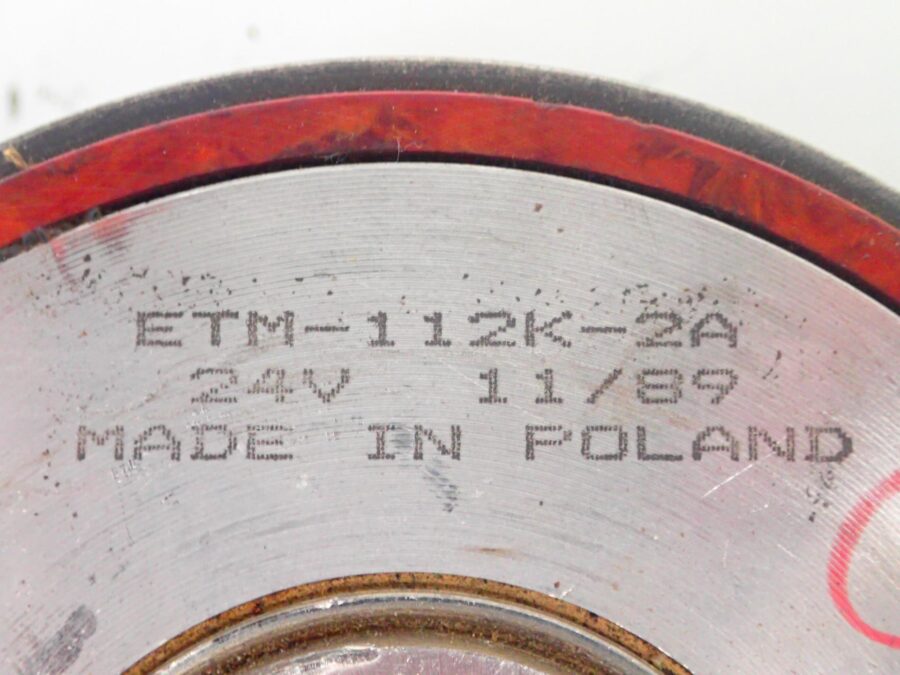 ETM-112K-2A
24V 11/89
MADE IN POLAND